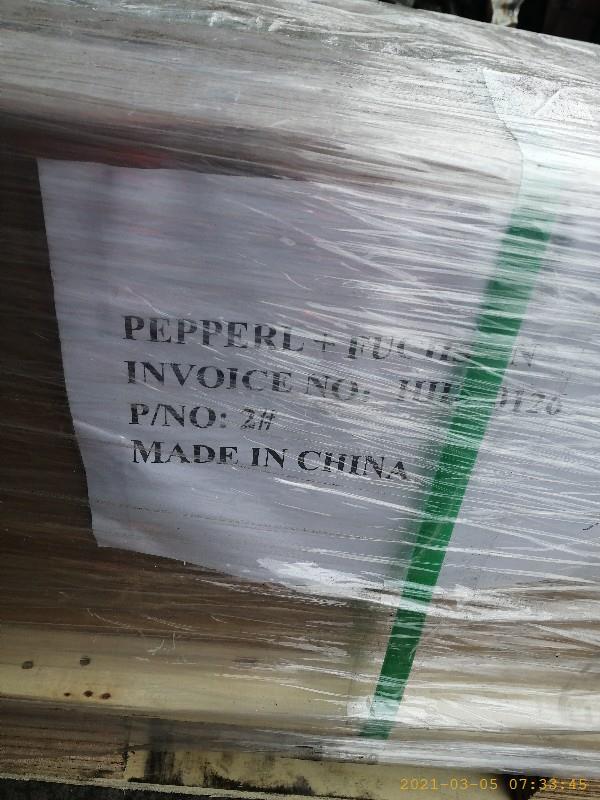 PEPPERL + 
INVOICE NO:
P/NO: 2#
MADE IN CHINA
2021-03-05 07:33:45